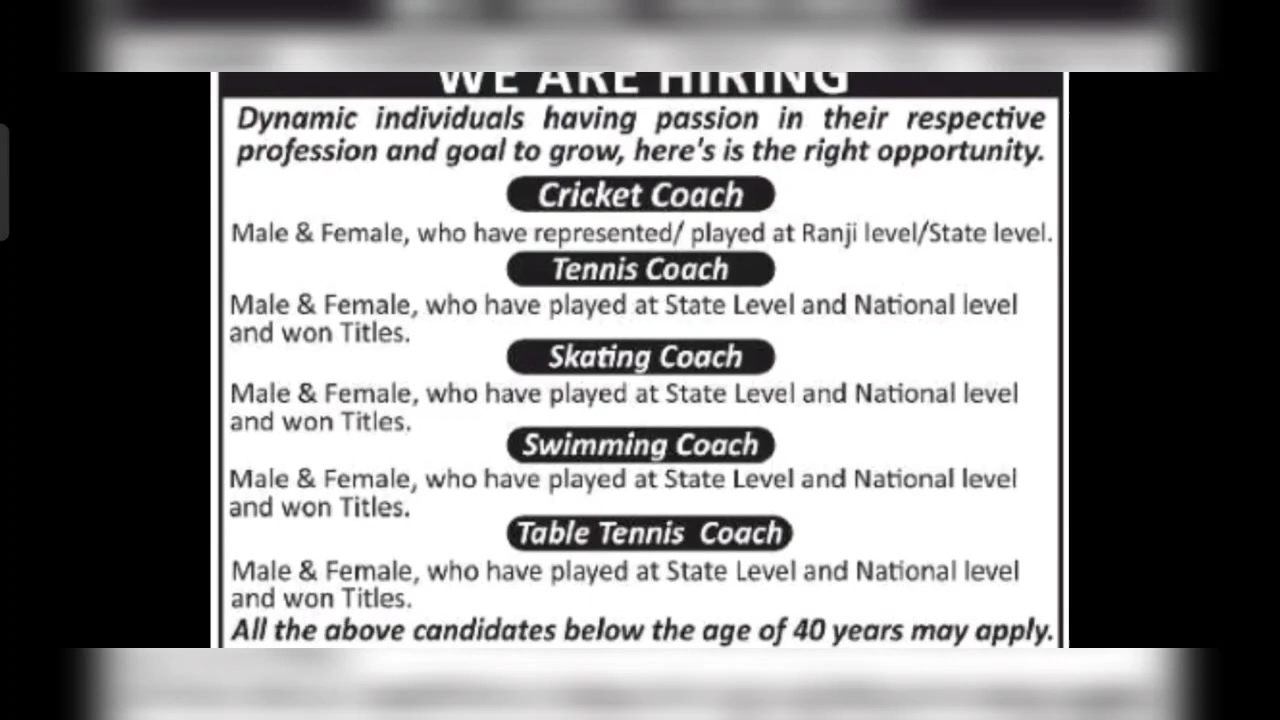 WE ARE HIRING
Dynamic individuals having passion in their respective
profession and goal to grow, here's is the right opportunity.
Cricket Coach
Male & Female, who have represented/ played at Ranji level/State level.
Tennis Coach
Male & Female, who have played at State Level and National level
and won Titles.
Skating Coach
Male & Female, who have played at State Level and National level
and won Titles.
Swimming Coach
Male & Female, who have played at State Level and National level
and won Titles.
Table Tennis Coach
Male & Female, who have played at State Level and National level
and won Titles.
All the above candidates below the age of 40 years may apply.